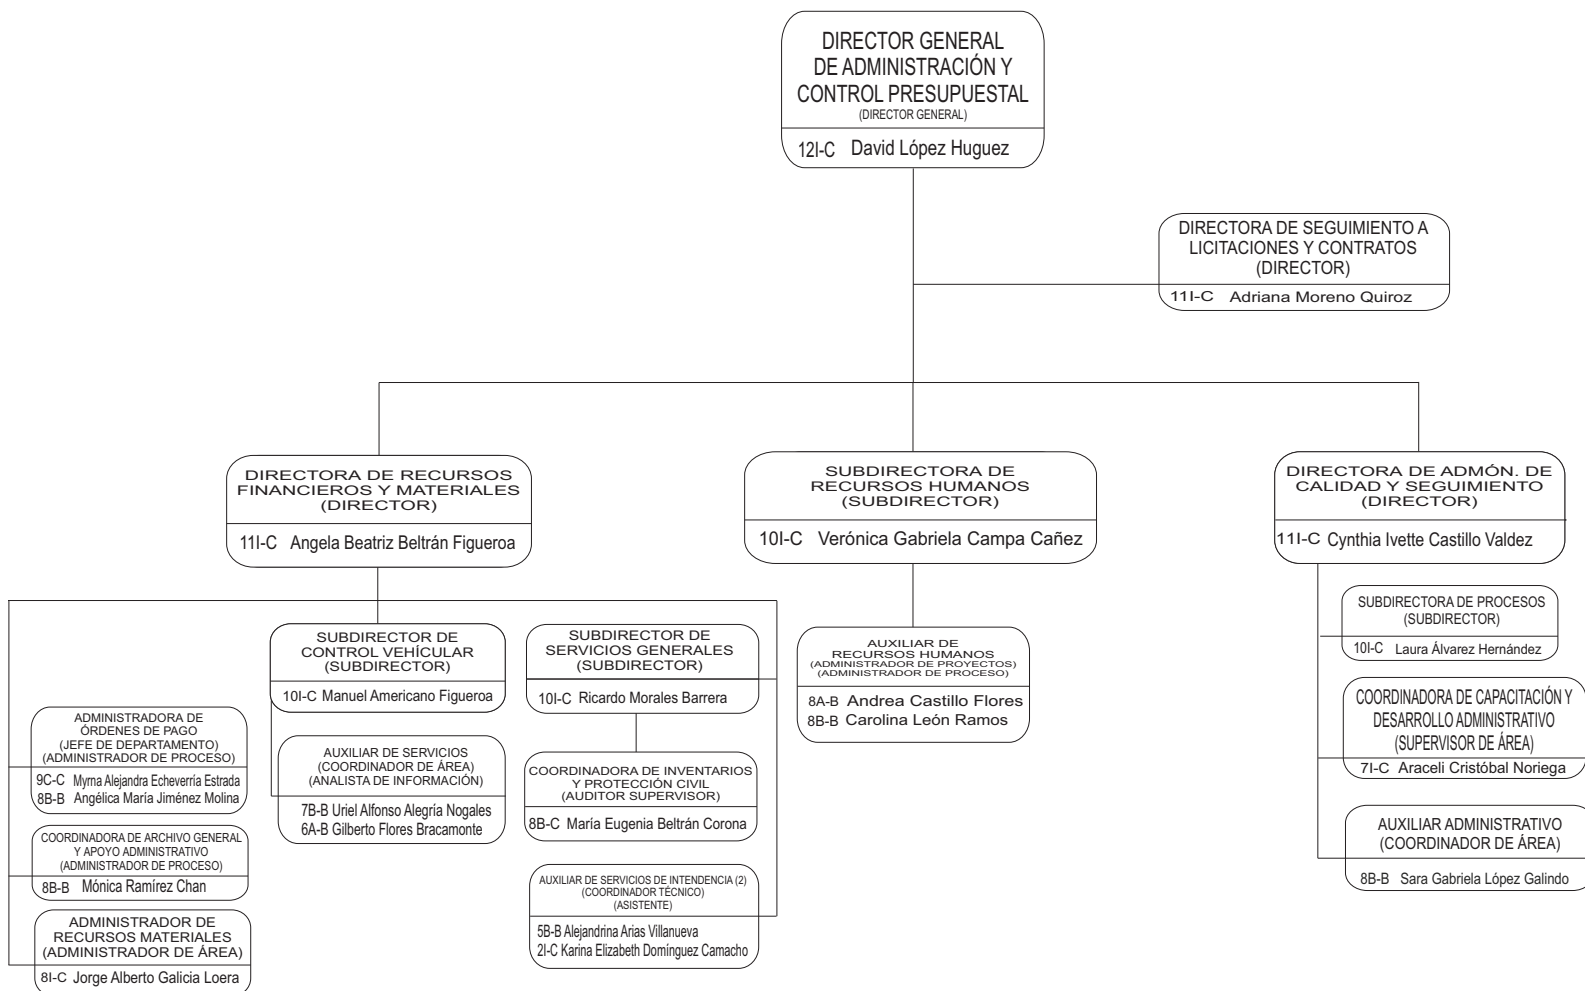 DIRECTOR GENERAL
DE ADMINISTRACIÓN Y
CONTROL PRESUPUESTAL
(DIRECTOR GENERAL)
12I-C David López Huguez
DIRECTORA DE SEGUIMIENTO A
LICITACIONES Y CONTRATOS
(DIRECTOR)
11I-C Adriana Moreno Quiroz
DIRECTORA DE RECURSOS
FINANCIEROS Y MATERIALES
(DIRECTOR)
11I-C Angela Beatriz Beltrán Figueroa
SUBDIRECTORA DE
RECURSOS HUMANOS
(SUBDIRECTOR)
10I-C Verónica Gabriela Campa Cañez
DIRECTORA DE ADMÓN. DE
CALIDAD Y SEGUIMIENTO
(DIRECTOR)
11I-C Cynthia Ivette Castillo Valdez
ADMINISTRADORA DE
ÓRDENES DE PAGO
(JEFE DE DEPARTAMENTO)
(ADMINISTRADOR DE PROCESO)
9C-C Myrna Alejandra Echeverría Estrada
8B-B Angélica María Jiménez Molina
COORDINADORA DE ARCHIVO GENERAL
Y APOYO ADMINISTRATIVO
(ADMINISTRADOR DE PROCESO)
8B-B Mónica Ramírez Chan
ADMINISTRADOR DE
RECURSOS MATERIALES
(ADMINISTRADOR DE ÁREA)
8I-C Jorge Alberto Galicia Loera
SUBDIRECTOR DE
CONTROL VEHÍCULAR
(SUBDIRECTOR)
10I-C Manuel Americano Figueroa
AUXILIAR DE SERVICIOS
(COORDINADOR DE ÁREA)
(ANALISTA DE INFORMACIÓN)
7B-B Uriel Alfonso Alegría Nogales
6A-B Gilberto Flores Bracamonte
SUBDIRECTOR DE
SERVICIOS GENERALES
(SUBDIRECTOR)
10I-C Ricardo Morales Barrera
COORDINADORA DE INVENTARIOS
Y PROTECCIÓN CIVIL
(AUDITOR SUPERVISOR)
8B-C María Eugenia Beltrán Corona
AUXILIAR DE SERVICIOS DE INTENDENCIA (2)
(COORDINADOR TÉCNICO)
(ASISTENTE)
5B-B Alejandrina Arias Villanueva
2I-C Karina Elizabeth Domínguez Camacho
AUXILIAR DE
RECURSOS HUMANOS
(ADMINISTRADOR DE PROYECTOS)
(ADMINISTRADOR DE PROCESO)
8A-B Andrea Castillo Flores
8B-B Carolina León Ramos
SUBDIRECTORA DE PROCESOS
(SUBDIRECTOR)
10I-C Laura Álvarez Hernández
COORDINADORA DE CAPACITACIÓN Y
DESARROLLO ADMINISTRATIVO
(SUPERVISOR DE ÁREA)
7I-C Araceli Cristóbal Noriega
AUXILIAR ADMINISTRATIVO
(COORDINADOR DE ÁREA)
8B-B Sara Gabriela López Galindo